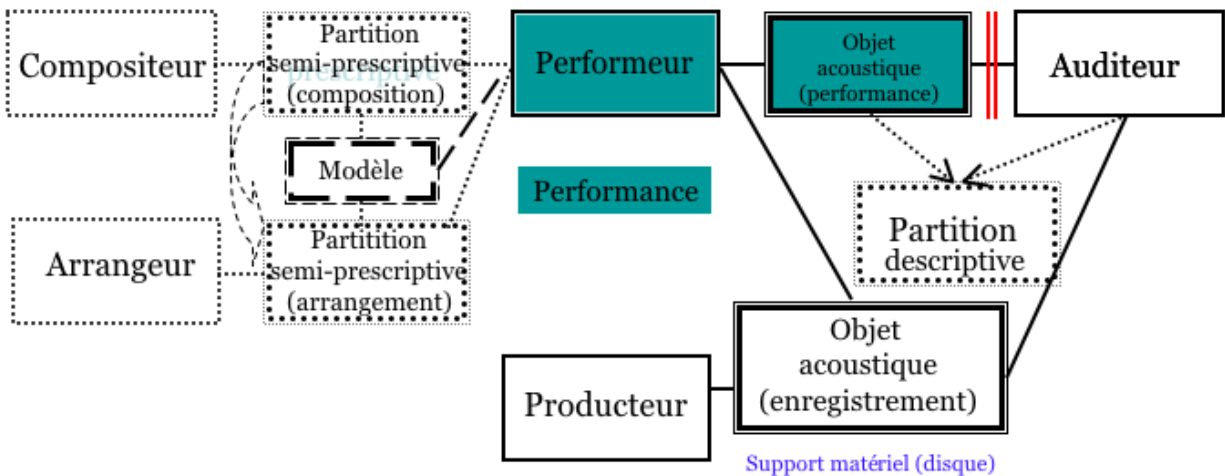 Compositeur
Partition
semi-prescriptive
prescriptive
(composition)
Performeur
Objet
acoustique
(performance)
Auditeur
Modèle
Performance
Arrangeur
Partitition
semi-prescriptive
(arrangement)
Partition
descriptive
Producteur
Objet
acoustique
(enregistrement)
Support matériel (disque)